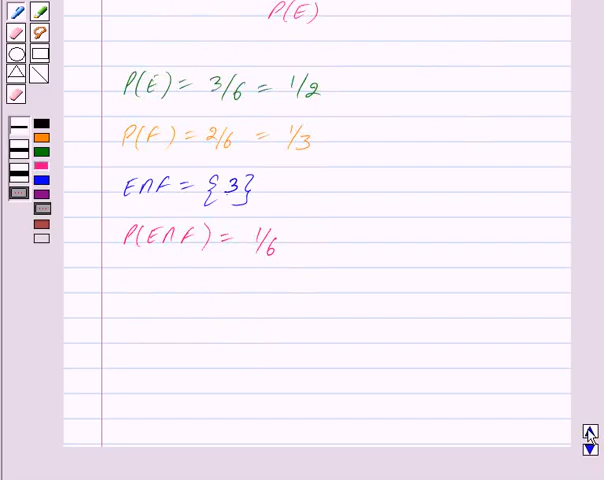 P(E)
P(E) = 3/6 = 1/2
P(F) = 2/6 = 1/3
E∩F = {3}
P(E∩F) = 1/6